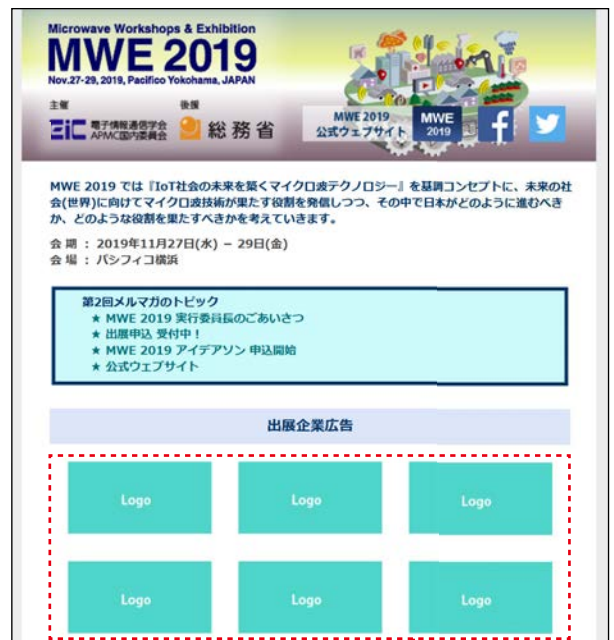 Microwave Workshops & Exhibition
MWE 2019
Nov.27-29, 2019, Pacifico Yokohama, JAPAN
主催
後援
EiC 電子情報通信学会
APMC国内委員会
総務省
MWE 2019
公式ウェブサイト
MWE
2019
f
MWE 2019 では『IoT社会の未来を築くマイクロ波テクノロジー』を基調コンセプトに、未来の社
会(世界)に向けてマイクロ波技術が果たす役割を発信しつつ、その中で日本がどのように進むべき
か、どのような役割を果たすべきかを考えていきます。
会 期 : 2019年11月27日(水) – 29日(金)
会 場 : パシフィコ横浜
第2回メルマガのトピック
★ MWE 2019 実行委員長のごあいさつ
★ 出展申込 受付中！
★ MWE 2019 アイデアソン 申込開始
★ 公式ウェブサイト
出展企業広告
Logo Logo Logo
Logo Logo Logo